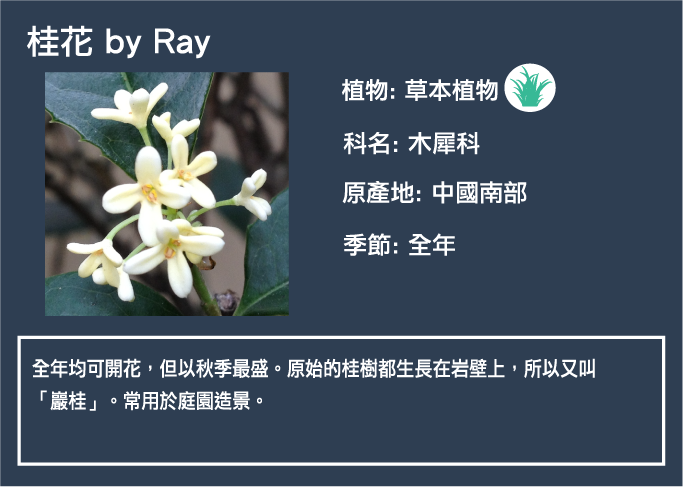 桂花 by Ray
植物: 草本植物
科名: 木犀科
原產地: 中國南部
季節: 全年
全年均可開花，但以秋季最盛。原始的桂樹都生長在岩壁上，所以又叫
「巖桂」。常用於庭園造景。